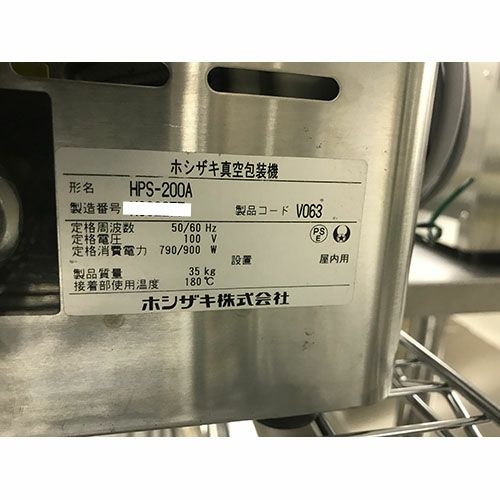 ホシザキ真空包装機
形名 HPS-200A
製造番号
製品コード V063
定格周波数 50/60 Hz
定格電圧 100 V
定格消費電力 790/900 W
設置 屋内用
製品質量 35 kg
接着部使用温度 180℃
PS
E
ホシザキ株式会社